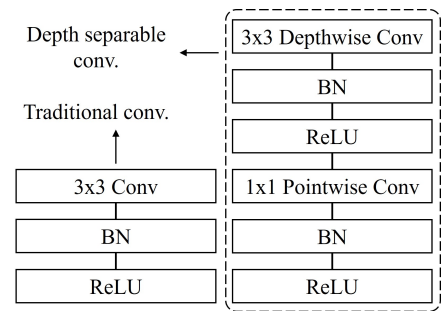 Depth separable
conv.
Traditional conv.
3x3 Conv
BN
ReLU
3x3 Depthwise Conv
BN
ReLU
1x1 Pointwise Conv
BN
ReLU